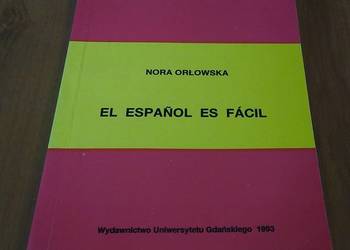 NORA ORŁOWSKA
EL ESPAÑOL ES FÁCIL
Wydawnictwo Uniwersytetu Gdańskiego 1993